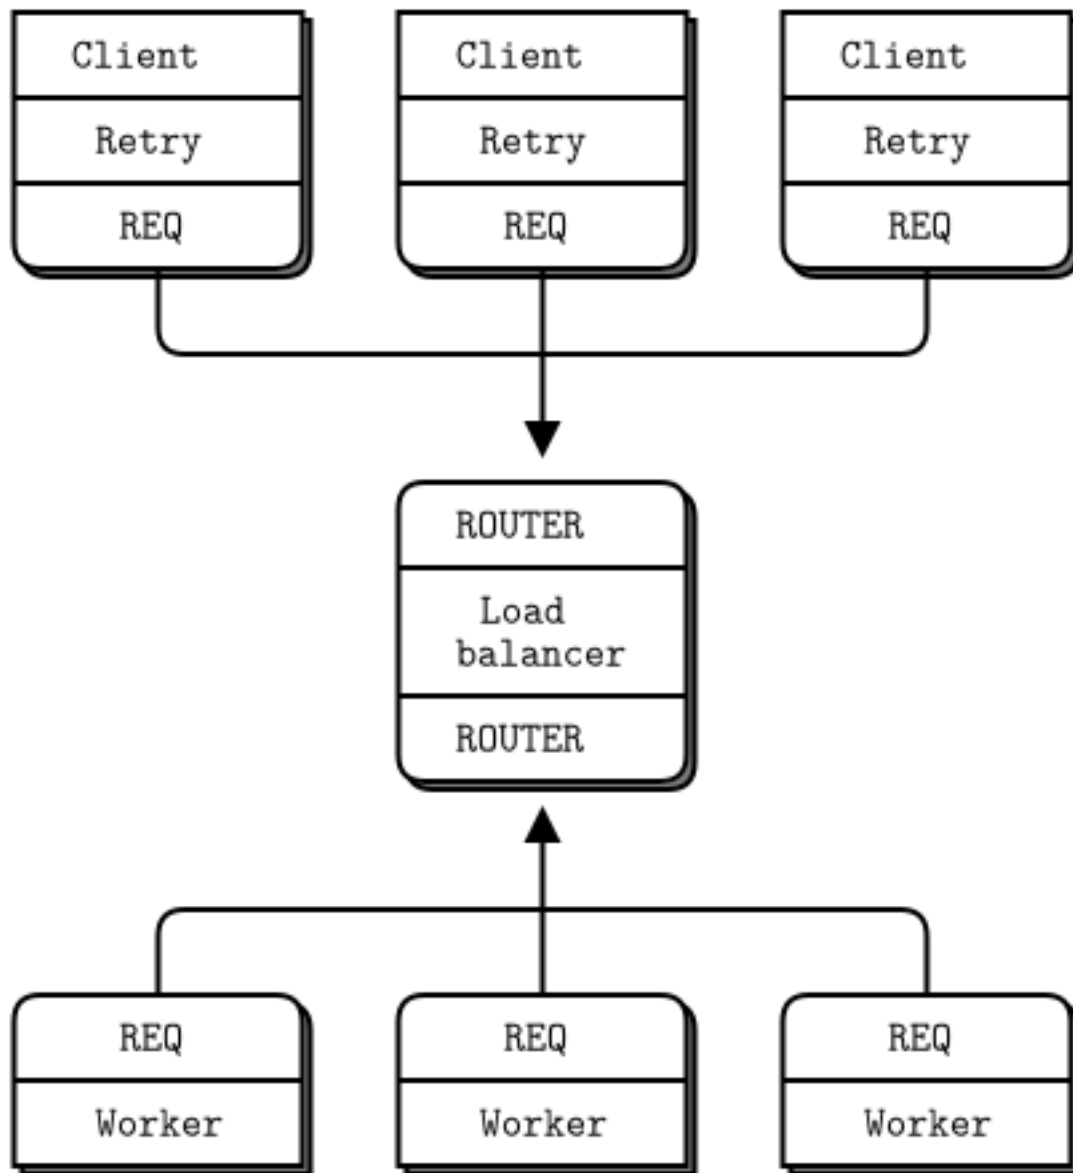 Client Client Client
Retry Retry Retry
REQ REQ REQ
ROUTER
Load
balancer
ROUTER
REQ REQ REQ
Worker Worker Worker